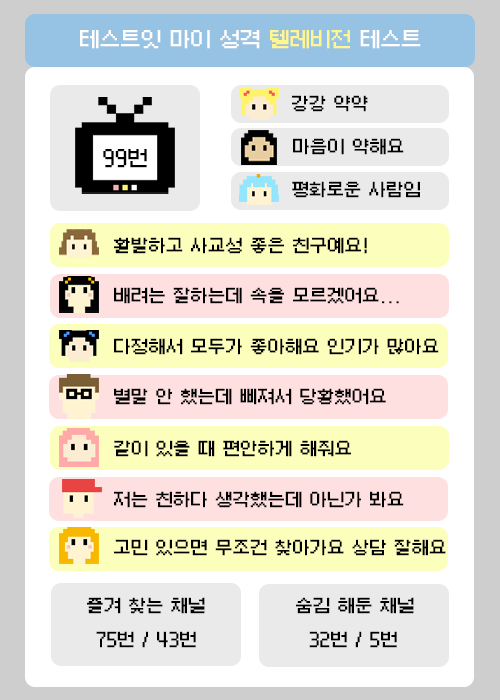 테스트잇 마이 성격 텔레비전 테스트
99번
강강 약약
마음이 약해요
평화로운 사람임
활발하고 사교성 좋은 친구예요!
배려는 잘하는데 속을 모르겠어요...
다정해서 모두가 좋아해요 인기가 많아요
별말 안 했는데 삐져서 당황했어요
같이 있을 때 편안하게 해줘요
저는 친하다 생각했는데 아닌가 봐요
고민 있으면 무조건 찾아가요 상담 잘해요
즐겨 찾는 채널
75번 / 43번
숨김 해둔 채널
32번 / 5번